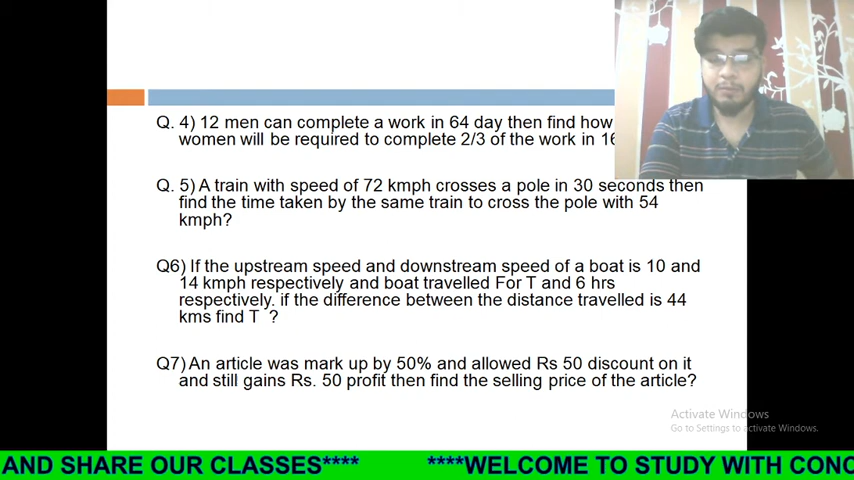 Q. 4) 12 men can complete a work in 64 day then find how
women will be required to complete 2/3 of the work in
Q. 5) A train with speed of 72 kmph crosses a pole in 30 seconds then
find the time taken by the same train to cross the pole with 54
kmph?
Q6) If the upstream speed and downstream speed of a boat is 10 and
14 kmph respectively and boat travelled For T and 6 hrs
respectively. if the difference between the distance travelled is 44
kms find T ?
Q7) An article was mark up by 50% and allowed Rs 50 discount on it
and still gains Rs. 50 profit then find the selling price of the article?
Activate Windows
Go to Settings to activate Windows.
AND SHARE OUR CLASSES**** ****WELCOME TO STUDY WITH